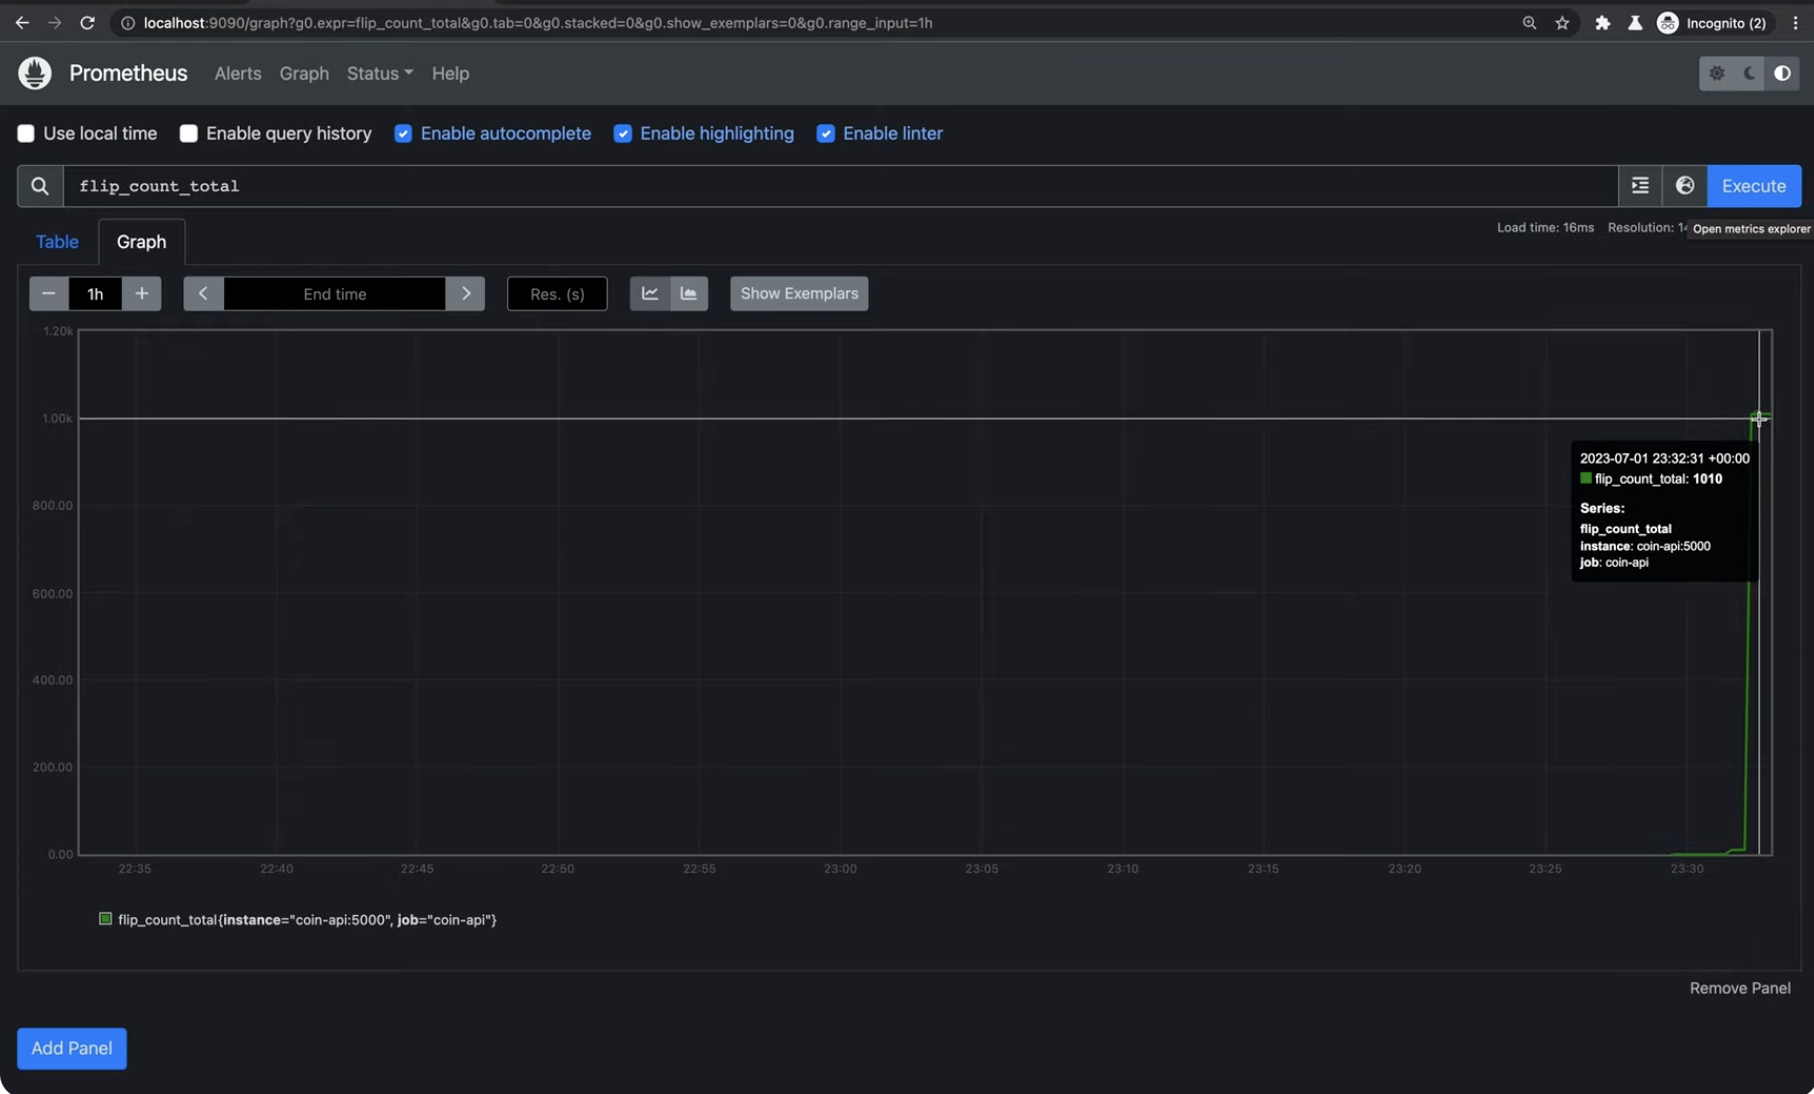 localhost:9090/graph?g0.expr=flip_count_total&g0.tab=0&g0.stacked=0&g0.show_exemplars=0&g0.range_input=1h
Incognito (2)
Prometheus Alerts Graph Status Help
Use local time Enable query history Enable autocomplete Enable highlighting Enable linter
flip_count_total Execute
Table Graph
Load time: 16ms Resolution: 14
Open metrics explorer
1h End time Res. (s) Show Exemplars
1.20k
1.00k
800.00
600.00
400.00
200.00
0.00
2023-07-01 23:32:31 +00:00
flip_count_total: 1010
Series:
flip_count_total
instance: coin-api:5000
job: coin-api
22:35 22:40 22:45 22:50 22:55 23:00 23:05 23:10 23:15 23:20 23:25 23:30
flip_count_total{instance="coin-api:5000", job="coin-api"}
Remove Panel
Add Panel